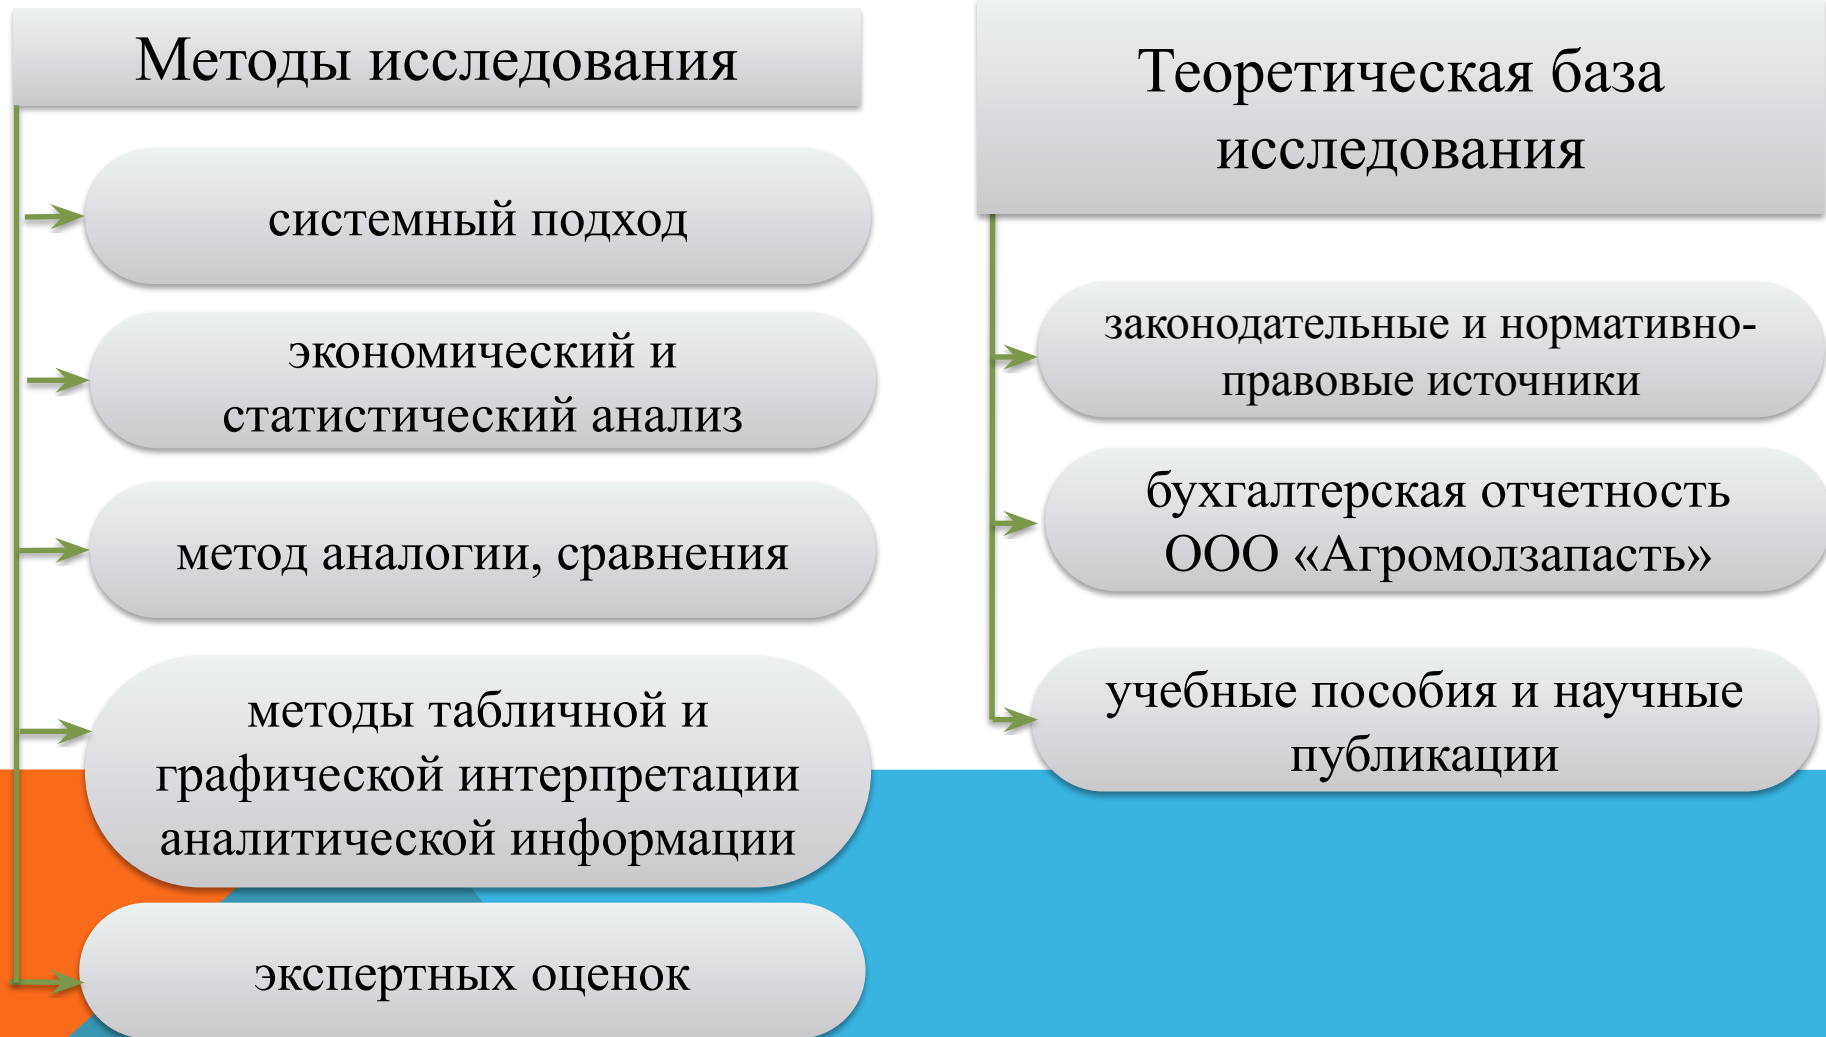 Методы исследования
системный подход
экономический и
статистический анализ
метод аналогии, сравнения
методы табличной и
графической интерпретации
аналитической информации
экспертных оценок
Теоретическая база
исследования
законодательные и нормативно-
правовые источники
бухгалтерская отчетность
ООО «Агромолзапасть»
учебные пособия и научные
публикации